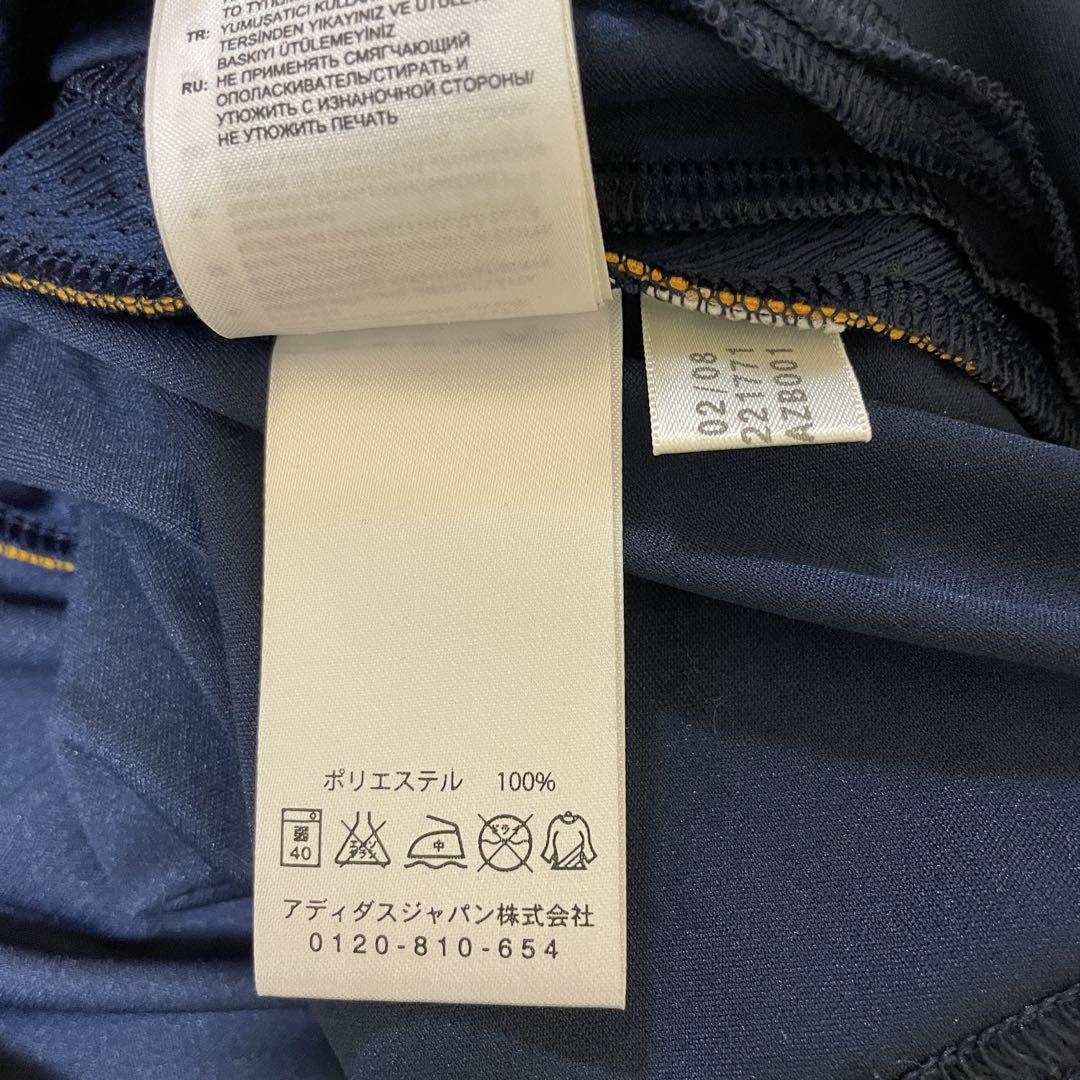 TR: YUMUŞATICI
TERSİNDEN YIKAYINIZ VE
BASKIYI ÜTÜLEMEYİNİZ
RU: НЕ ПРИМЕНЯТЬ СМЯГЧАЮЩИЙ
ОПОЛАСКИВАТЕЛЬ/СТИРАТЬ И
УТЮЖИТЬ С ИЗНАНОЧНОЙ СТОРОНЫ/
НЕ УТЮЖИТЬ ПЕЧАТЬ
02/08
221771
AZB001
ポリエステル 100%
弱
40
中
アディダスジャパン株式会社
0120-810-654